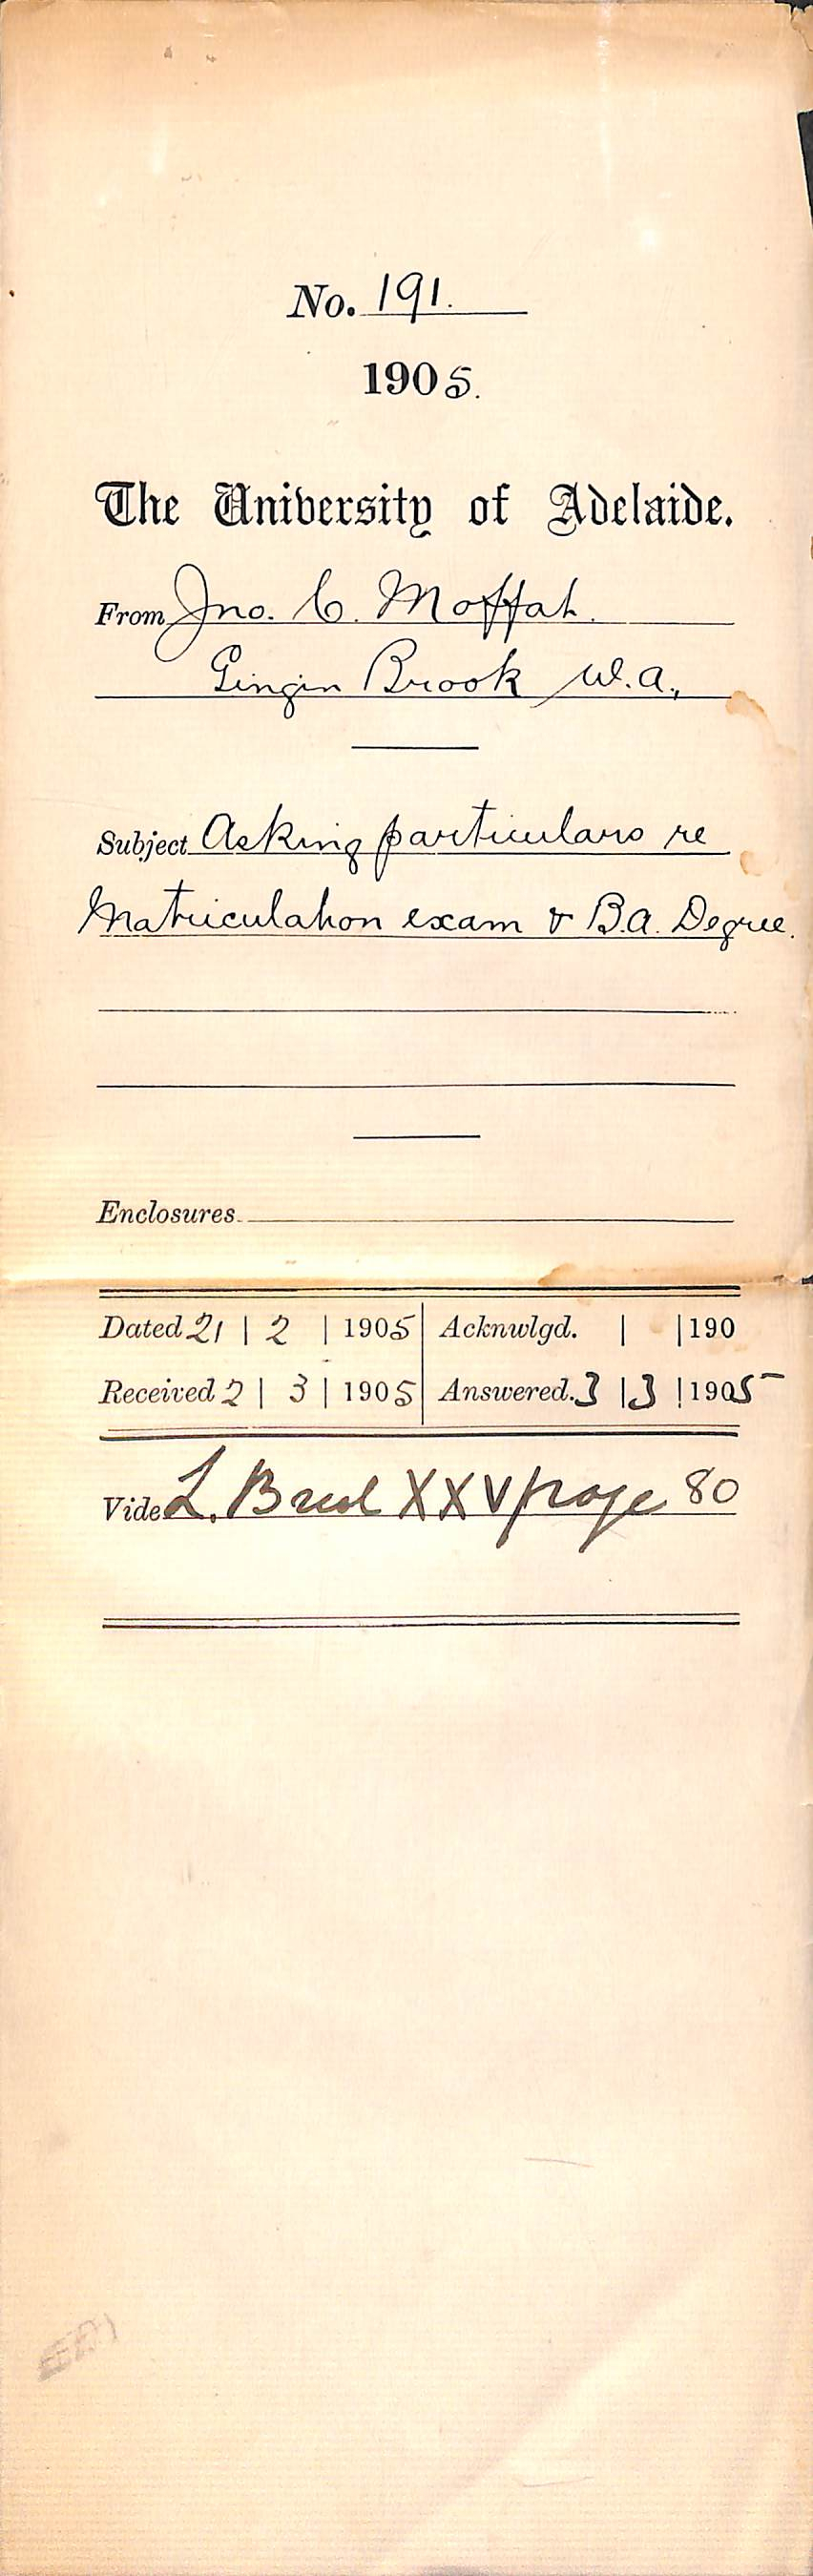 No. 191.
1905.
The University of Adelaide.
From Jno. C. Moffat.
Gingin Brook W.A.,
Subject Asking particulars re
Matriculation exam & B.A. Degree.
Enclosures
Dated 21 | 2 | 1905 Acknwlgd. | | 190
Received 2 | 3 | 1905 Answered. 3 | 3 | 1905
Vide L. XXV page 80